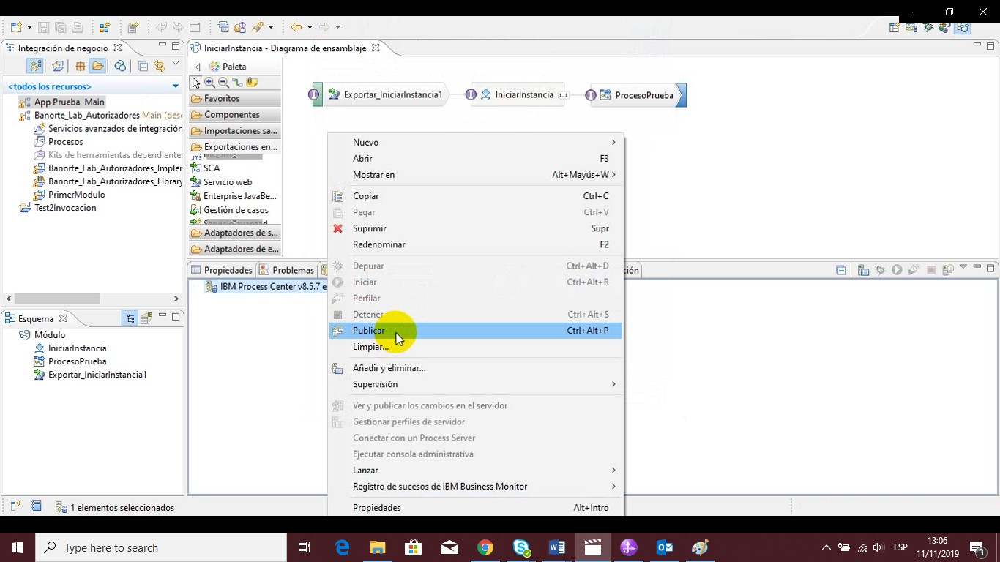 Integración de negocio
<todos los recursos>
App Prueba Main
Banorte_Lab_Autorizadores Main (desc
Servicios avanzados de integración
Procesos
Kits de herrramientas dependientes
Banorte_Lab_Autorizadores_Impler
Banorte_Lab_Autorizadores_Library
PrimerModulo
Test2Invocacion
Esquema
Módulo
IniciarInstancia
ProcesoPrueba
Exportar_IniciarInstancia1
IniciarInstancia - Diagrama de ensamblaje
Paleta
Favoritos
Componentes
Importaciones sa...
Exportaciones en...
SCA
Servicio web
Enterprise JavaBe...
Gestión de casos
Adaptadores de s...
Adaptadores de e...
Exportar_IniciarInstancia1
IniciarInstancia 1..1
ProcesoPrueba
Propiedades
Problemas
ción
IBM Process Center v8.5.7 e
Nuevo
Abrir F3
Mostrar en Alt+Mayús+W
Copiar Ctrl+C
Pegar Ctrl+V
Suprimir Supr
Redenominar F2
Depurar Ctrl+Alt+D
Iniciar Ctrl+Alt+R
Perfilar
Detener Ctrl+Alt+S
Publicar Ctrl+Alt+P
Limpiar...
Añadir y eliminar...
Supervisión
Ver y publicar los cambios en el servidor
Gestionar perfiles de servidor
Conectar con un Process Server
Ejecutar consola administrativa
Lanzar
Registro de sucesos de IBM Business Monitor
Propiedades Alt+Intro
1 elementos seleccionados
Type here to search
ESP
13:06
11/11/2019
3